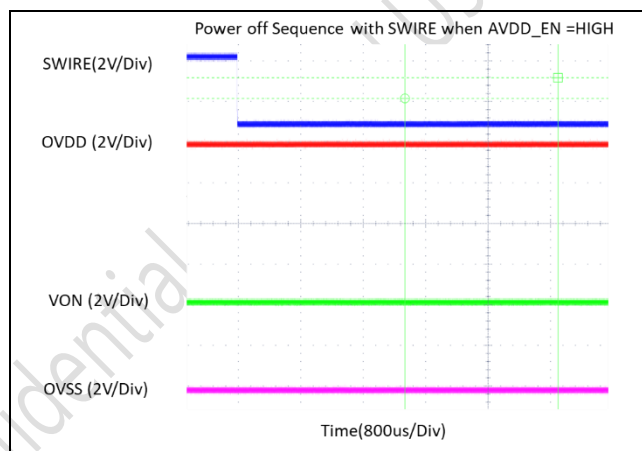 Power off Sequence with SWIRE when AVDD_EN =HIGH
SWIRE(2V/Div)
OVDD (2V/Div)
VON (2V/Div)
OVSS (2V/Div)
Time(800us/Div)